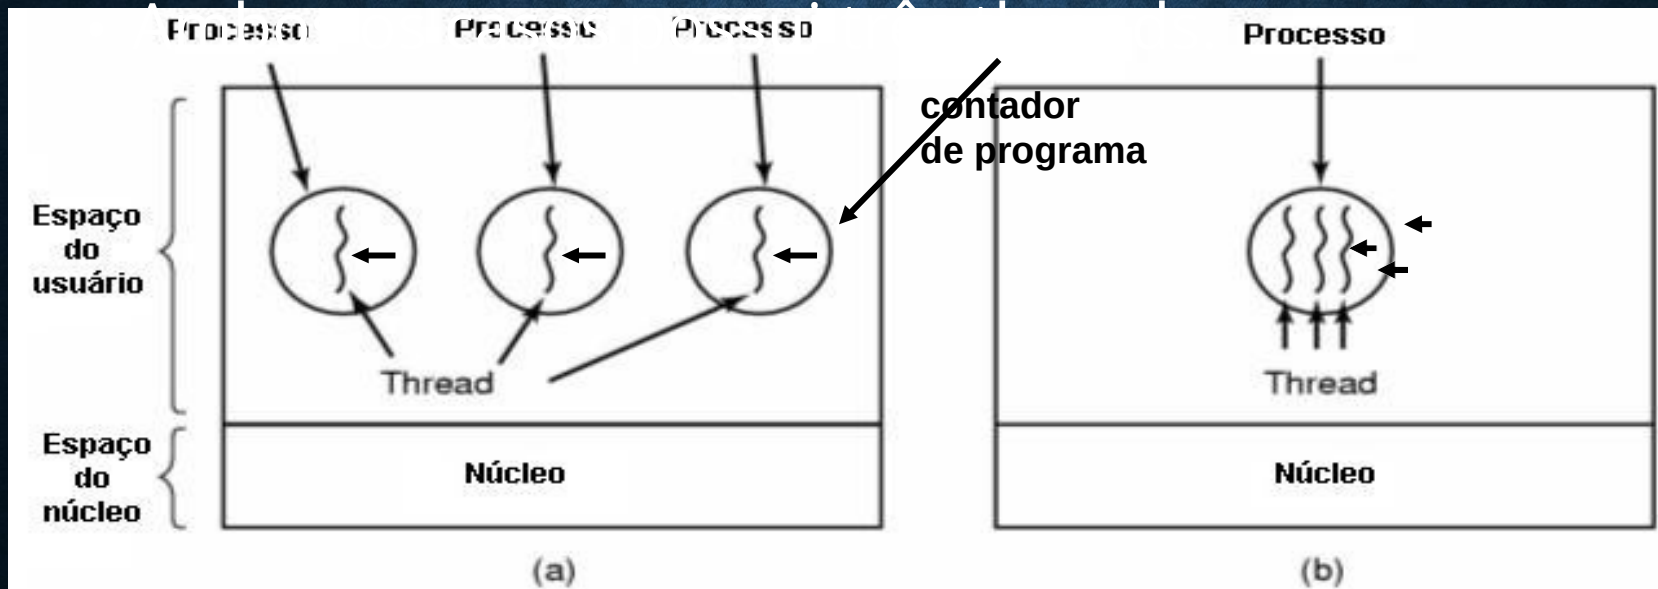 Processo
Processo
Processo
Processo
contador
de programa
Espaço
do
usuário
Thread
Thread
Espaço
do
núcleo
Núcleo
Núcleo
(a)
(b)